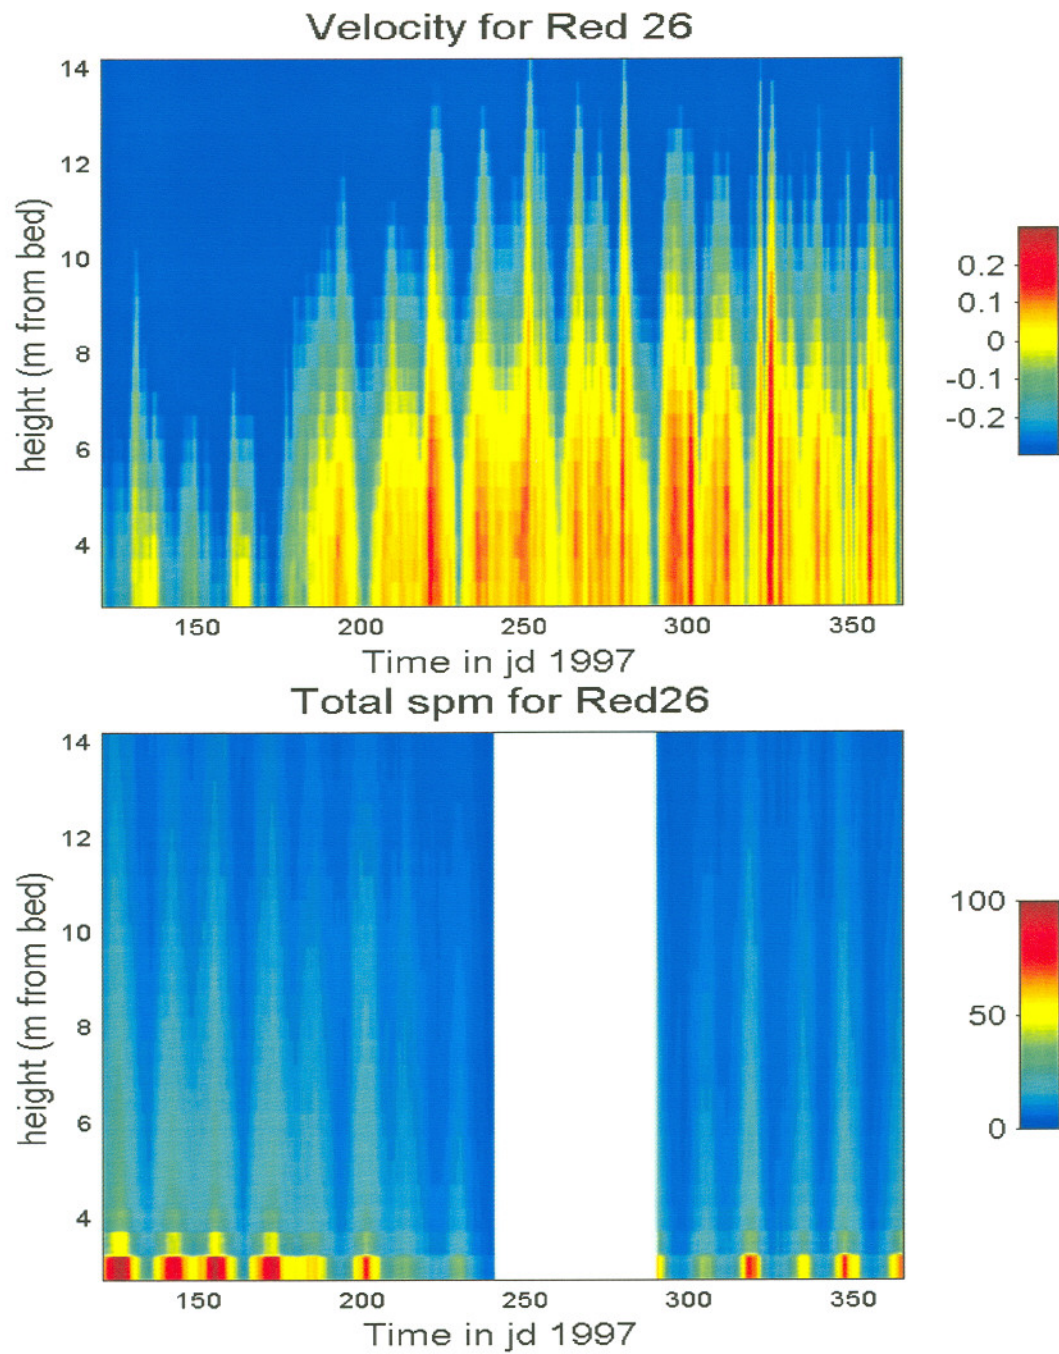 Velocity for Red 26
height (m from bed)
14
12
10
8
6
4
150 200 250 300 350
Time in jd 1997
0.2
0.1
0
-0.1
-0.2
Total spm for Red26
height (m from bed)
14
12
10
8
6
4
150 200 250 300 350
Time in jd 1997
100
50
0